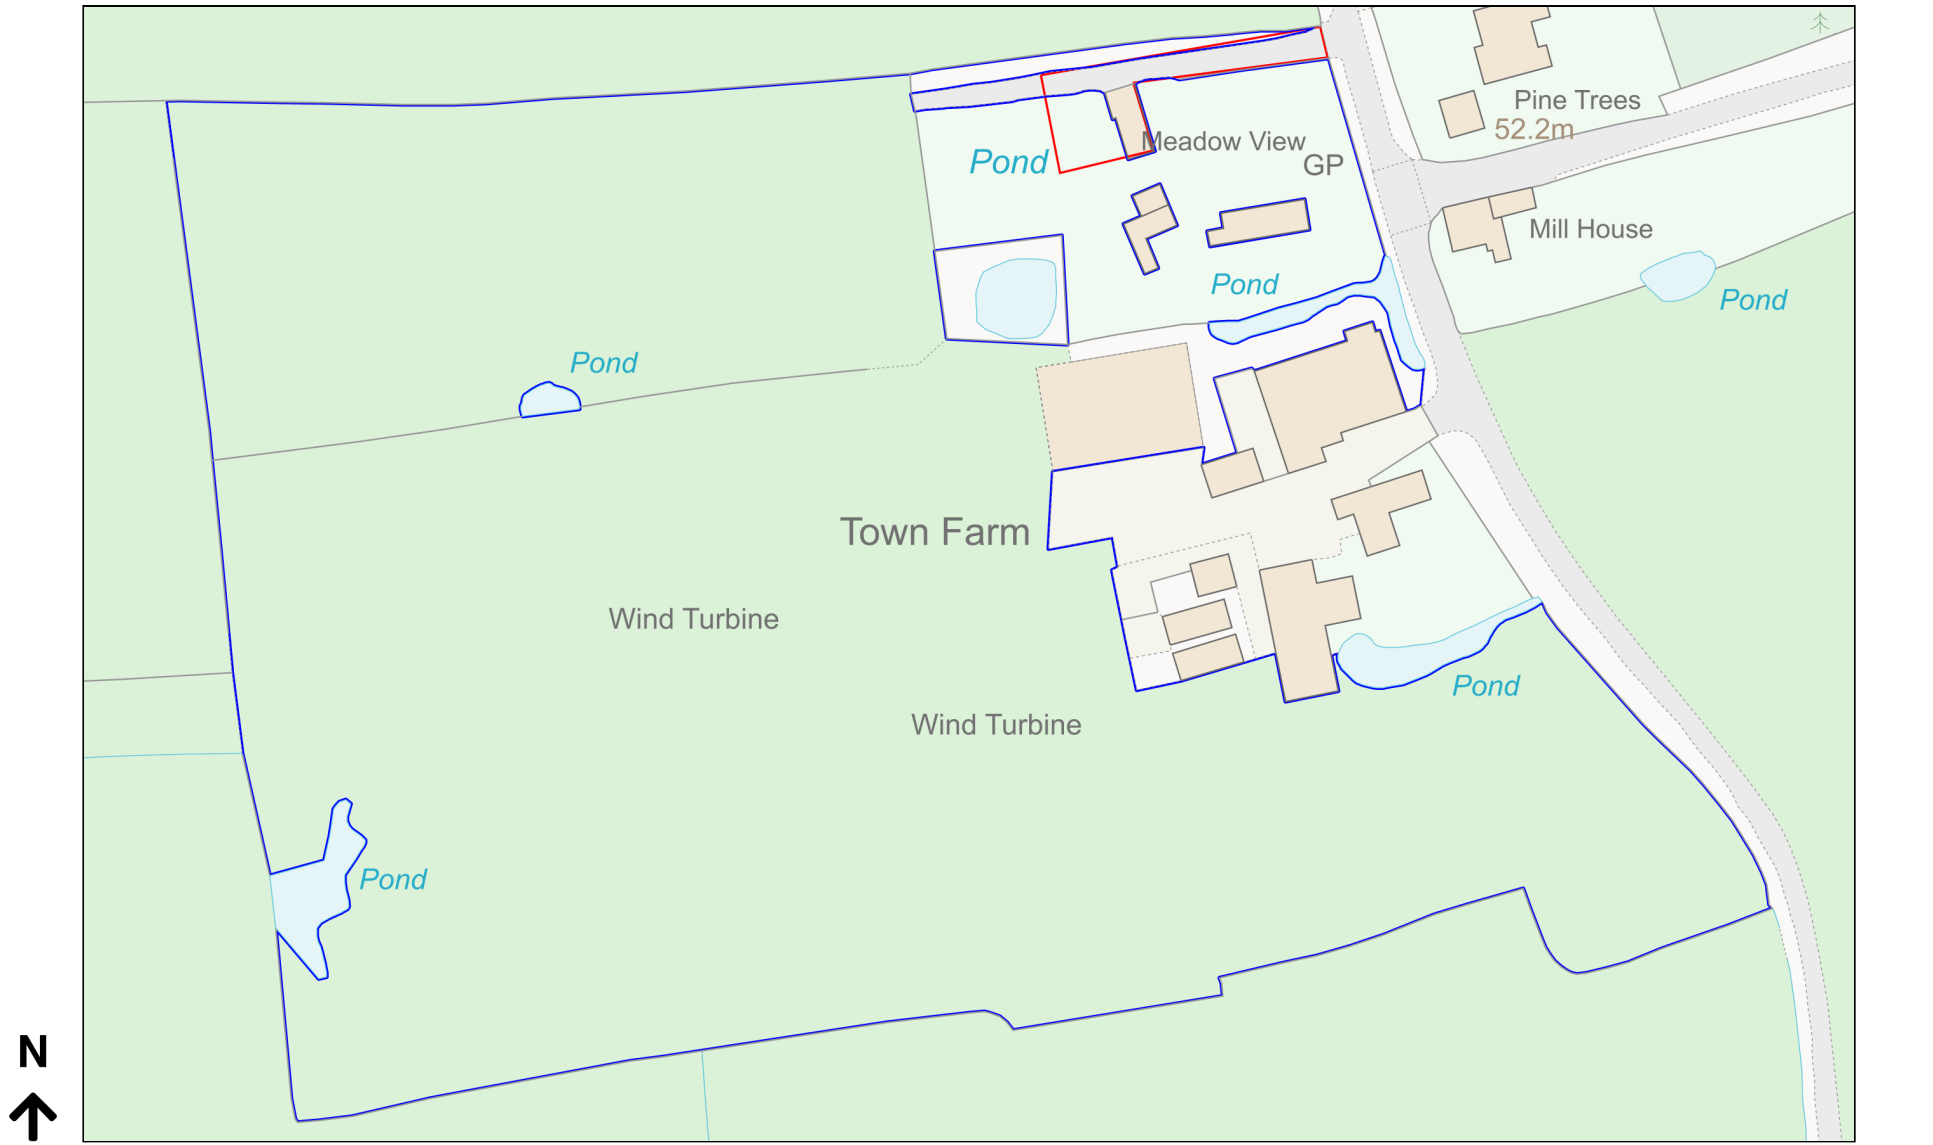 Pine Trees
52.2m
Meadow View
Pond
GP
Mill House
Pond
Pond
Pond
Town Farm
Wind Turbine
Pond
Wind Turbine
Pond
N